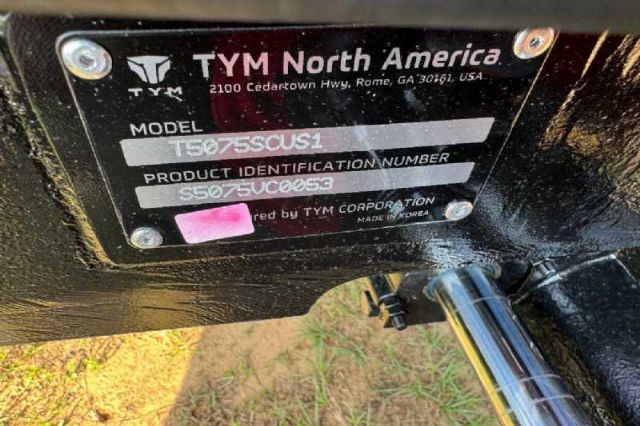 TYM
TYM North America
2100 Cedartown Hwy, Rome, GA 30161, USA
MODEL
T5075SCUS1
PRODUCT IDENTIFICATION NUMBER
S5075VC0053
by TYM CORPORATION
MADE IN KOREA